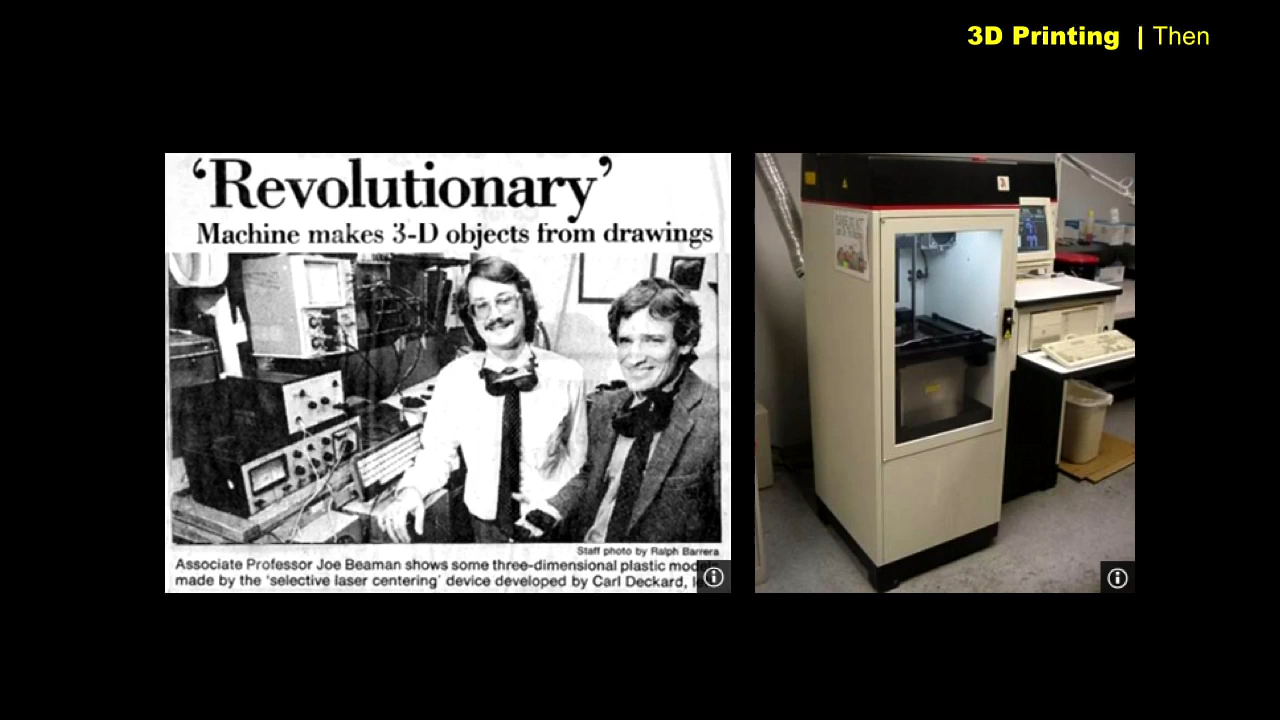 3D Printing | Then
‘Revolutionary’
Machine makes 3-D objects from drawings
Staff photo by Ralph Barrera
Associate Professor Joe Beaman shows some three-dimensional plastic
made by the ‘selective laser centering’ device developed by Carl Deckard,